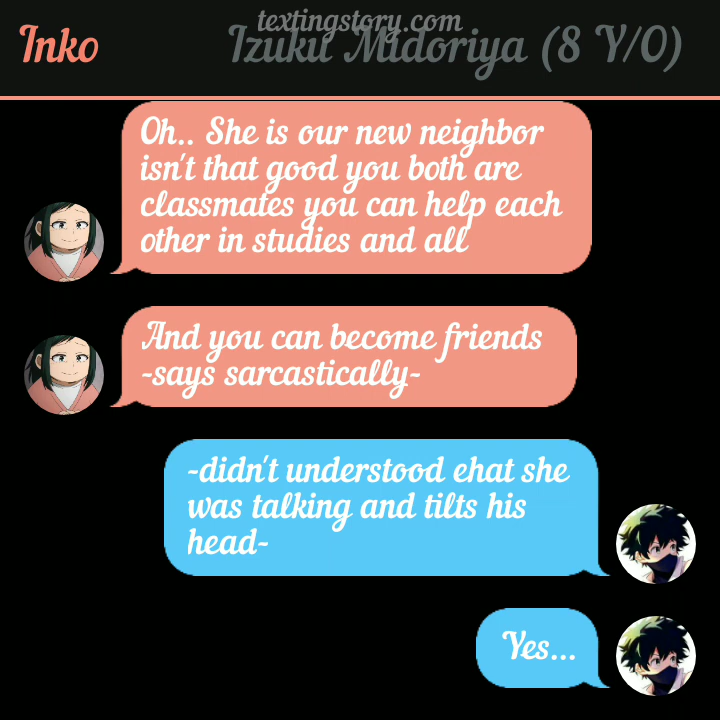 textingstory.com
Inko
Izuku Midoriya (8 Y/O)
Oh.. She is our new neighbor
isn't that good you both are
classmates you can help each
other in studies and all
And you can become friends
~says sarcastically~
~didn't understood ehat she
was talking and tilts his
head~
Yes...